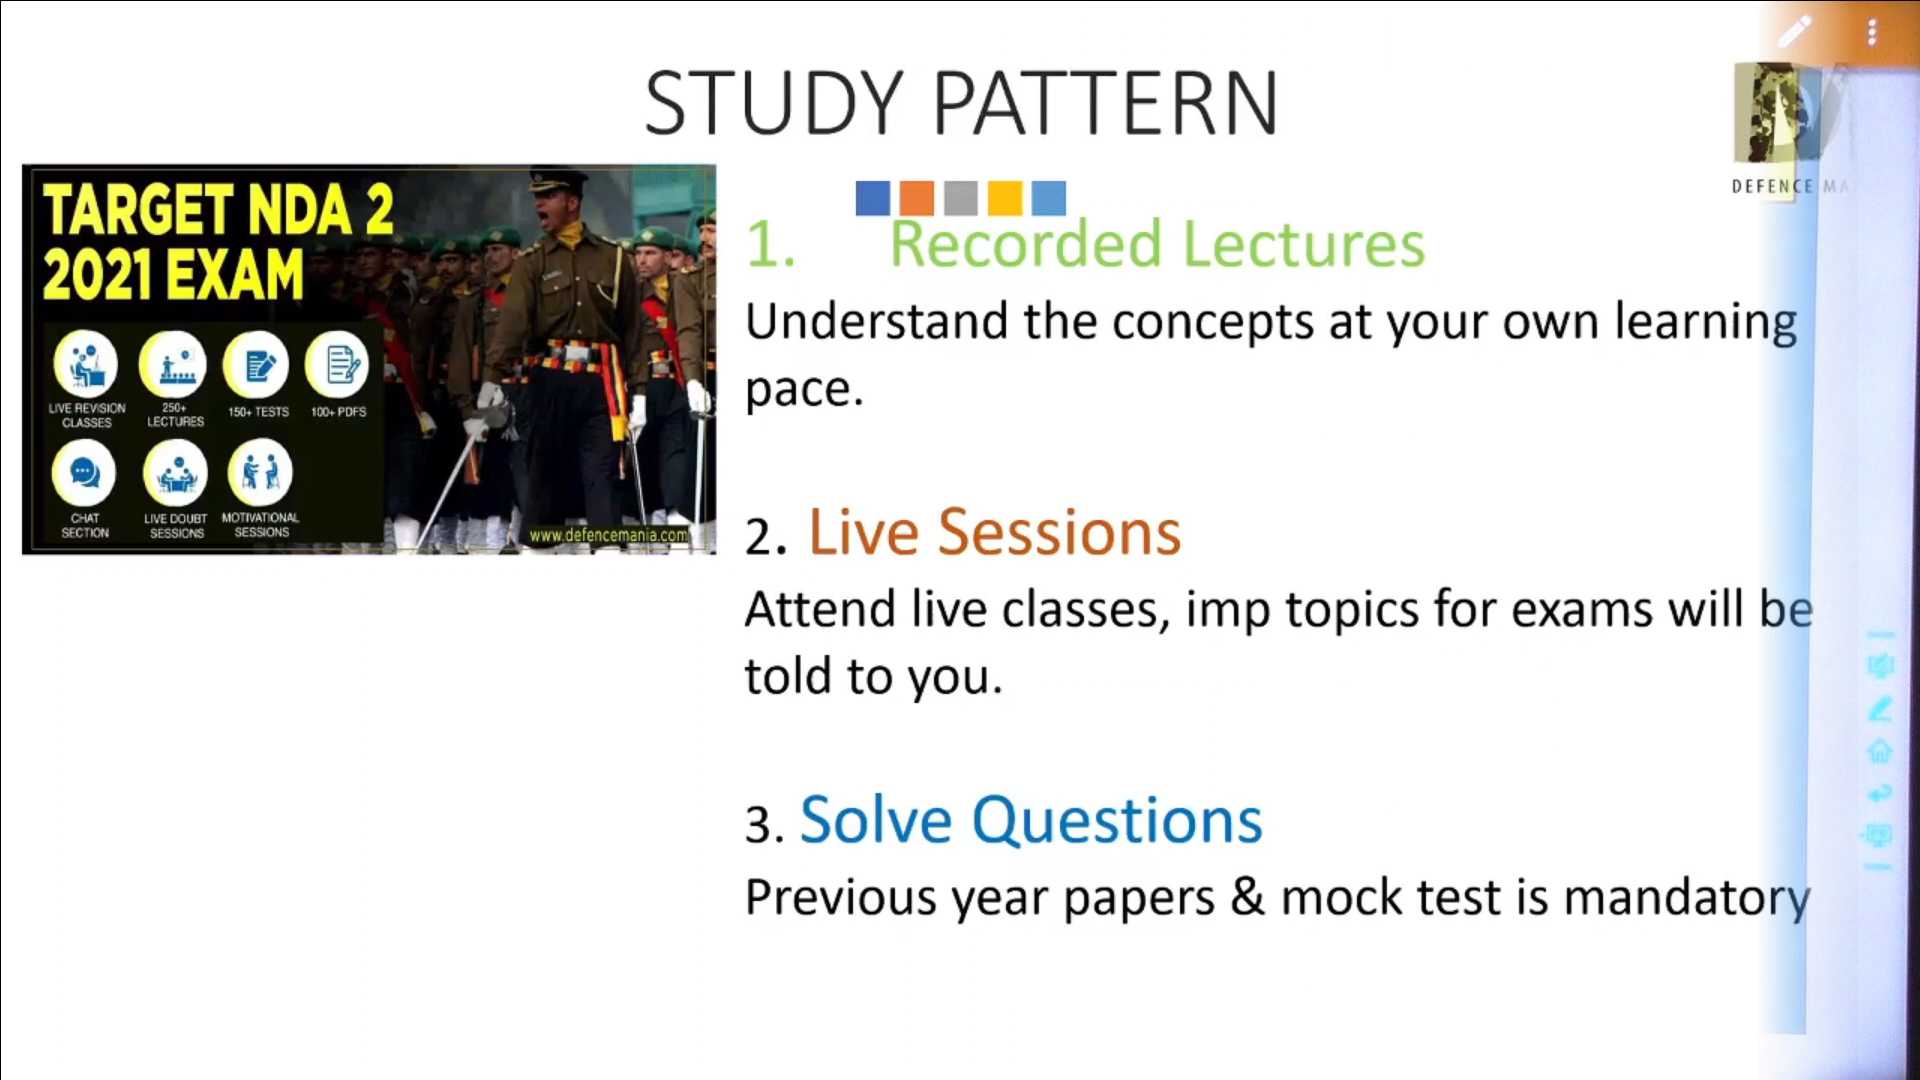 STUDY PATTERN
TARGET NDA 2
2021 EXAM
LIVE REVISION
CLASSES
250+
LECTURES
150+ TESTS
100+ PDFS
CHAT
SECTION
LIVE DOUBT
SESSIONS
MOTIVATIONAL
SESSIONS
www.defencemania.com
DEFENCE MA
1. Recorded Lectures
Understand the concepts at your own learning
pace.
2. Live Sessions
Attend live classes, imp topics for exams will be
told to you.
3. Solve Questions
Previous year papers & mock test is mandatory